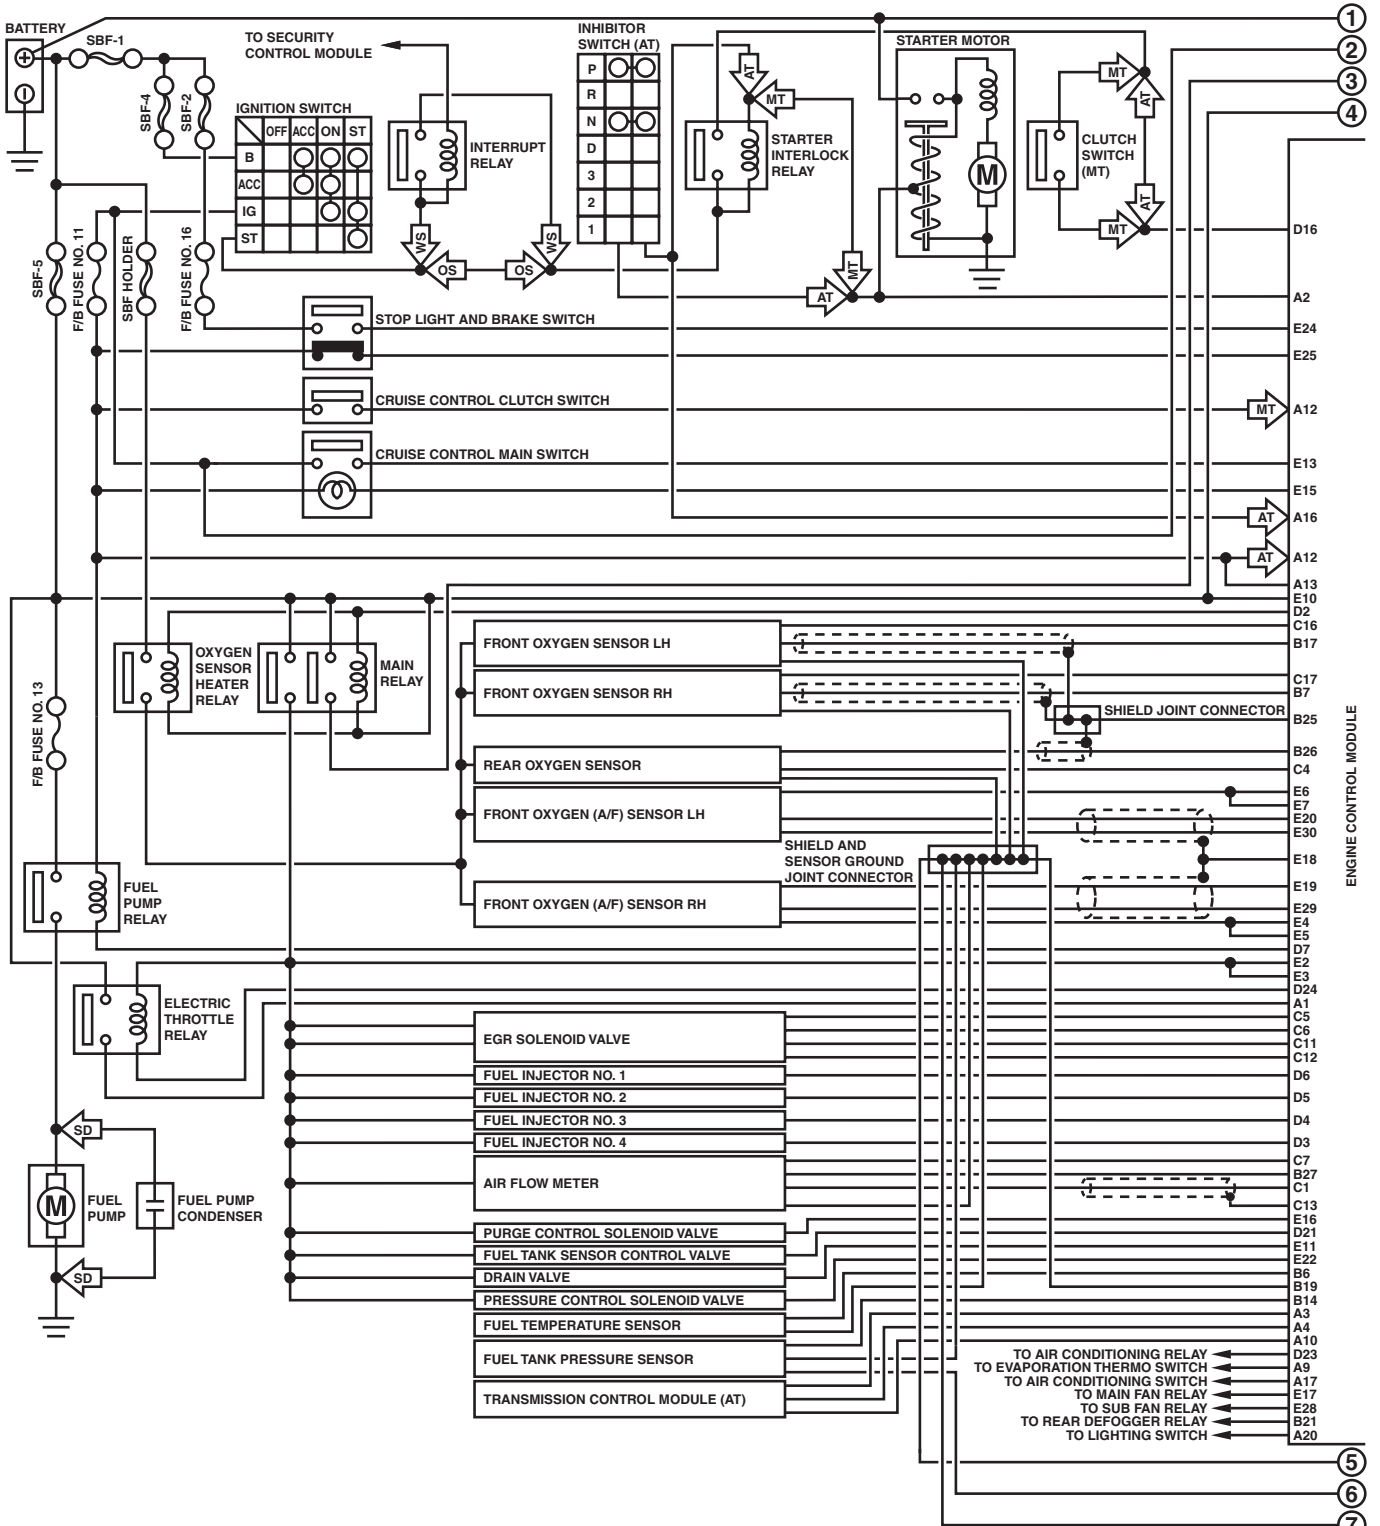 BATTERY
SBF-1
TO SECURITY
CONTROL MODULE
INHIBITOR
SWITCH (AT)
STARTER MOTOR
1
2
3
4
SBF-4
SBF-2
IGNITION SWITCH
OFF ACC ON ST
B
ACC
IG
ST
INTERRUPT
RELAY
P
R
N
D
3
2
1
AT
MT
STARTER
INTERLOCK
RELAY
M
MT
AT
CLUTCH
SWITCH
(MT)
AT
MT
WS
OS
OS
WS
MT
AT
SBF-5
F/B FUSE NO. 11
SBF HOLDER
F/B FUSE NO. 16
STOP LIGHT AND BRAKE SWITCH
CRUISE CONTROL CLUTCH SWITCH
CRUISE CONTROL MAIN SWITCH
D16
A2
E24
E25
MT A12
E13
E15
AT A16
AT A12
A13
E10
D2
C16
B17
C17
B7
B25
B26
C4
E6
E7
E20
E30
E18
E19
E29
E4
E5
D7
E2
E3
D24
A1
C5
C6
C11
C12
D6
D5
D4
D3
C7
B27
C1
C13
E16
D21
E11
E22
B6
B19
B14
A3
A4
A10
D23
A9
A17
E17
E28
B21
A20
ENGINE CONTROL MODULE
OXYGEN
SENSOR
HEATER
RELAY
MAIN
RELAY
F/B FUSE NO. 13
FRONT OXYGEN SENSOR LH
FRONT OXYGEN SENSOR RH
SHIELD JOINT CONNECTOR
REAR OXYGEN SENSOR
FRONT OXYGEN (A/F) SENSOR LH
SHIELD AND
SENSOR GROUND
JOINT CONNECTOR
FRONT OXYGEN (A/F) SENSOR RH
FUEL
PUMP
RELAY
ELECTRIC
THROTTLE
RELAY
EGR SOLENOID VALVE
FUEL INJECTOR NO. 1
FUEL INJECTOR NO. 2
FUEL INJECTOR NO. 3
FUEL INJECTOR NO. 4
AIR FLOW METER
SD
M
FUEL
PUMP
FUEL PUMP
CONDENSER
SD
PURGE CONTROL SOLENOID VALVE
FUEL TANK SENSOR CONTROL VALVE
DRAIN VALVE
PRESSURE CONTROL SOLENOID VALVE
FUEL TEMPERATURE SENSOR
FUEL TANK PRESSURE SENSOR
TRANSMISSION CONTROL MODULE (AT)
TO AIR CONDITIONING RELAY
TO EVAPORATION THERMO SWITCH
TO AIR CONDITIONING SWITCH
TO MAIN FAN RELAY
TO SUB FAN RELAY
TO REAR DEFOGGER RELAY
TO LIGHTING SWITCH
5
6
7